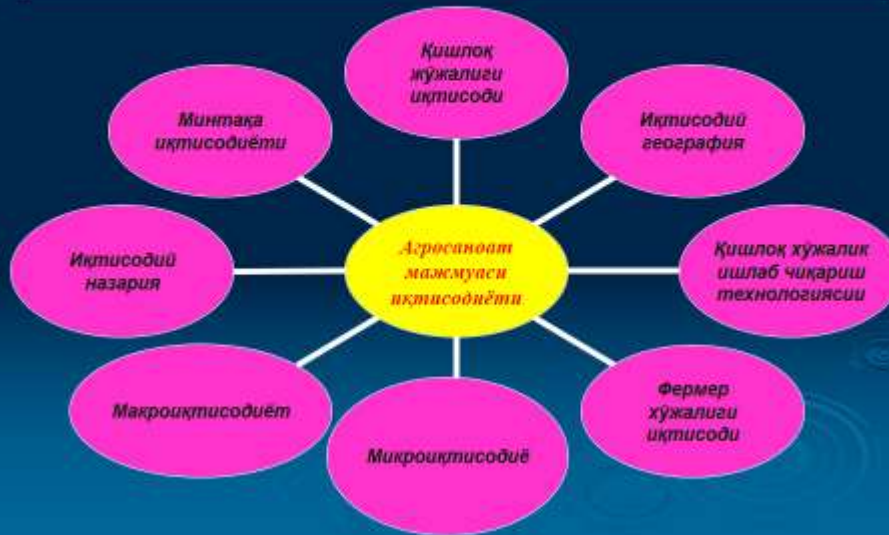 Қишлоқ
жўжалиги
иқтисоди
Минтақа
иқтисодиёти
Иқтисодий
география
Агросаноат
мажмуаси
иқтисодиёти
Иқтисодий
назария
Қишлоқ хўжалик
ишлаб чиқариш
технологиясии
Макроиқтисодиёт
Микроиқтисодиё
Фермер
хўжалиги
иқтисоди